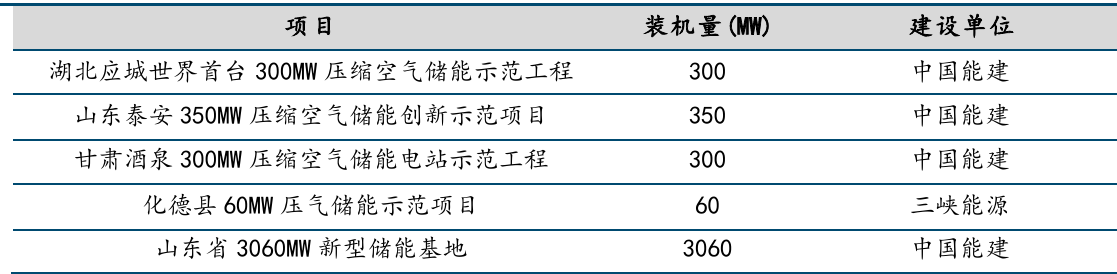 项目 装机量(MW) 建设单位
湖北应城世界首台 300MW 压缩空气储能示范工程 300 中国能建
山东泰安 350MW 压缩空气储能创新示范项目 350 中国能建
甘肃酒泉 300MW 压缩空气储能电站示范工程 300 中国能建
化德县 60MW 压气储能示范项目 60 三峡能源
山东省 3060MW 新型储能基地 3060 中国能建